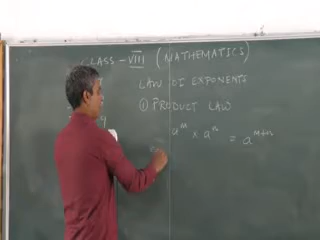 CLASS - VIII (MATHEMATICS)
LAW OF EXPONENTS
① PRODUCT LAW
aᵐ × aⁿ = aᵐ⁺ⁿ